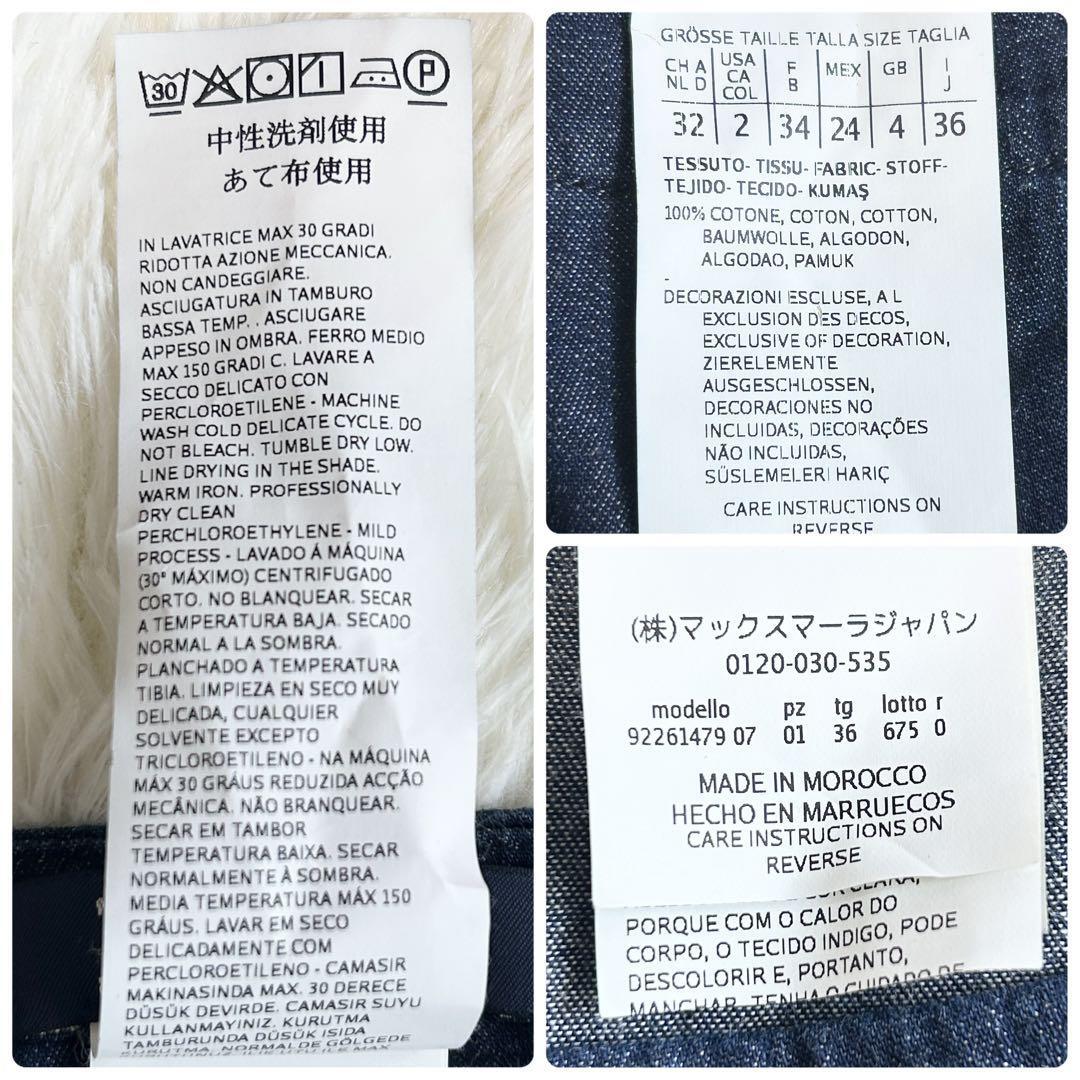 30 P
中性洗剤使用
あて布使用
IN LAVATRICE MAX 30 GRADI
RIDOTTA AZIONE MECCANICA.
NON CANDEGGIARE.
ASCIUGATURA IN TAMBURO
BASSA TEMP. . ASCIUGARE
APPESO IN OMBRA. FERRO MEDIO
MAX 150 GRADI C. LAVARE A
SECCO DELICATO CON
PERCLOROETILENE - MACHINE
WASH COLD DELICATE CYCLE. DO
NOT BLEACH. TUMBLE DRY LOW.
LINE DRYING IN THE SHADE.
WARM IRON. PROFESSIONALLY
DRY CLEAN
PERCHLOROETHYLENE - MILD
PROCESS - LAVADO Á MÁQUINA
(30° MÁXIMO) CENTRIFUGADO
CORTO. NO BLANQUEAR. SECAR
A TEMPERATURA BAJA. SECADO
NORMAL A LA SOMBRA.
PLANCHADO A TEMPERATURA
TIBIA. LIMPIEZA EN SECO MUY
DELICADA, CUALQUIER
SOLVENTE EXCEPTO
TRICLOROETILENO - NA MÁQUINA
MÁX 30 GRÁUS REDUZIDA ACÇÃO
MECÂNICA. NÃO BRANQUEAR.
SECAR EM TAMBOR
TEMPERATURA BAIXA. SECAR
NORMALMENTE À SOMBRA.
MEDIA TEMPERATURA MÁX 150
GRÁUS. LAVAR EM SECO
DELICADAMENTE COM
PERCLOROETILENO - CAMASIR
MAKINASINDA MAX. 30 DERECE
DÜSÜK DEVIRDE. CAMASIR SUYU
KULLANMAYINIZ. KURUTMA
TAMBURUNDA DÜSÜK ISIDA
KURUTMA. NORMAL DE GÖLGEDE
GRÖSSE TAILLE TALLA SIZE TAGLIA
CH A USA F MEX GB I
NL D CA B J
COL
32 2 34 24 4 36
TESSUTO- TISSU- FABRIC- STOFF-
TEJIDO- TECIDO- KUMAŞ
100% COTONE, COTON, COTTON,
BAUMWOLLE, ALGODON,
ALGODAO, PAMUK
-
DECORAZIONI ESCLUSE, A L
EXCLUSION DES DECOS,
EXCLUSIVE OF DECORATION,
ZIERELEMENTE
AUSGESCHLOSSEN,
DECORACIONES NO
INCLUIDAS, DECORAÇÕES
NÃO INCLUIDAS,
SÜSLEMELERI HARIÇ
CARE INSTRUCTIONS ON
REVERSE
(株)マックスマーラジャパン
0120-030-535
modello pz tg lotto r
92261479 07 01 36 675 0
MADE IN MOROCCO
HECHO EN MARRUECOS
CARE INSTRUCTIONS ON
REVERSE
PORQUE COM O CALOR DO
CORPO, O TECIDO INDIGO, PODE
DESCOLORIR E, PORTANTO,
MANCHAR. TENHA O CUIDADO DE